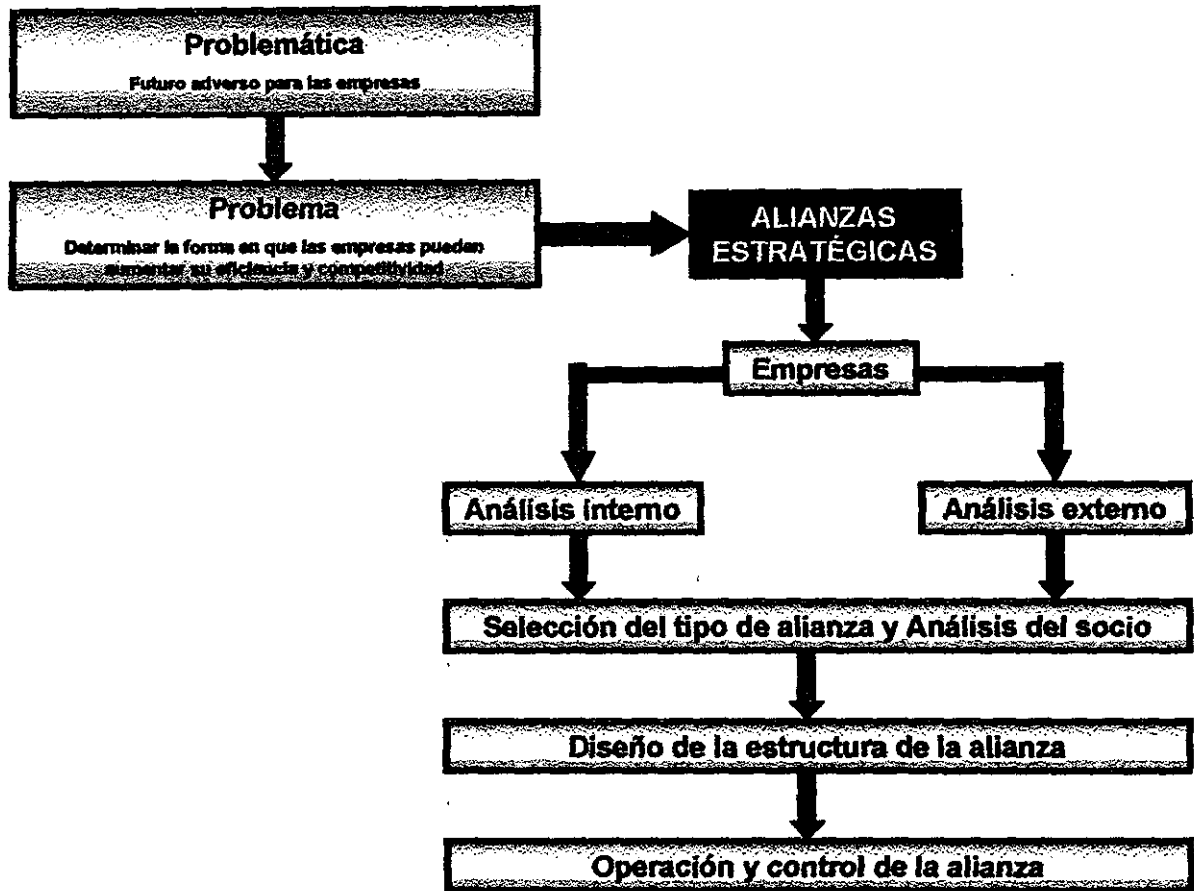 Problemática
Futuro adverso para las empresas
Problema
Determinar la forma en que las empresas puedan
aumentar su eficiencia y competitividad
ALIANZAS
ESTRATÉGICAS
Empresas
Análisis interno
Análisis externo
Selección del tipo de alianza y Análisis del socio
Diseño de la estructura de la alianza
Operación y control de la alianza